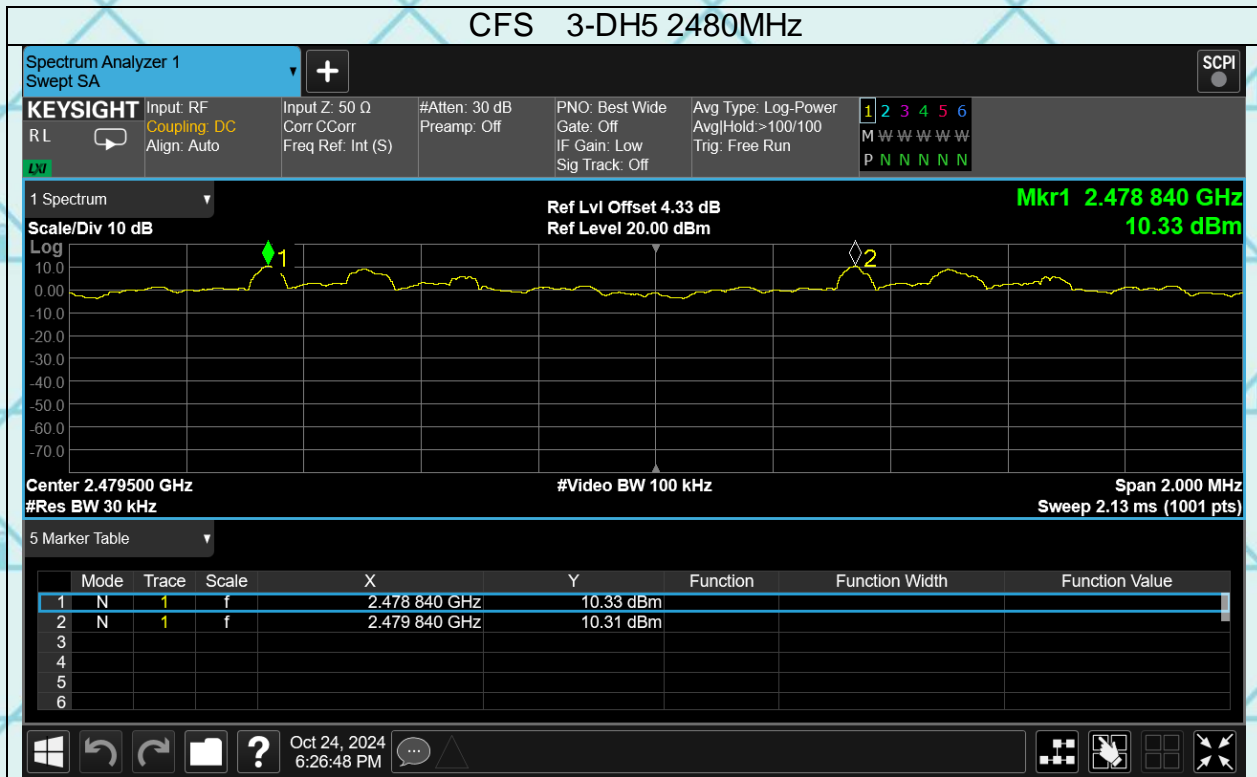 CFS 3-DH5 2480MHz
Spectrum Analyzer 1
Swept SA
SCPI
KEYSIGHT Input: RF Input Z: 50 Ω #Atten: 30 dB PNO: Best Wide Avg Type: Log-Power 1 2 3 4 5 6
RL Coupling: DC Corr CCorr Preamp: Off Gate: Off Avg|Hold:>100/100 M W W W W W
Align: Auto Freq Ref: Int (S) IF Gain: Low Trig: Free Run
LXI Sig Track: Off P N N N N N
1 Spectrum Ref Lvl Offset 4.33 dB Mkr1 2.478 840 GHz
Scale/Div 10 dB Ref Level 20.00 dBm 10.33 dBm
Log
1 2
10.0
0.00
-10.0
-20.0
-30.0
-40.0
-50.0
-60.0
-70.0
Center 2.479500 GHz #Video BW 100 kHz Span 2.000 MHz
#Res BW 30 kHz Sweep 2.13 ms (1001 pts)
5 Marker Table
Mode Trace Scale X Y Function Function Width Function Value
1 N 1 f 2.478 840 GHz 10.33 dBm
2 N 1 f 2.479 840 GHz 10.31 dBm
3
4
5
6
? Oct 24, 2024
6:26:48 PM